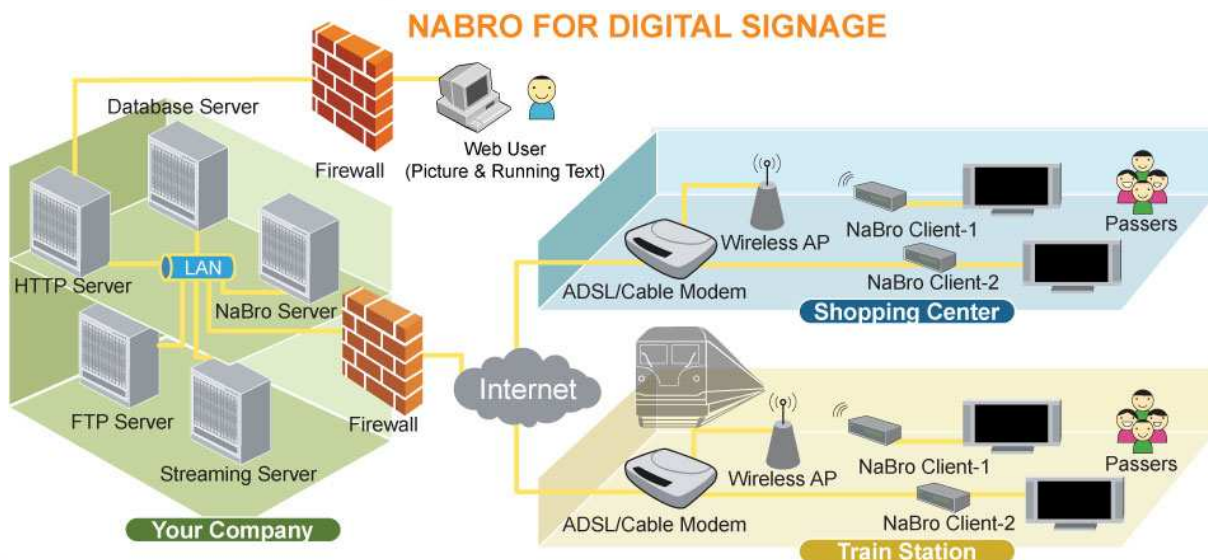 NABRO FOR DIGITAL SIGNAGE
Database Server
Firewall
Web User
(Picture & Running Text)
HTTP Server
LAN
NaBro Server
FTP Server
Streaming Server
Firewall
Your Company
Internet
Wireless AP
NaBro Client-1
Passers
ADSL/Cable Modem
NaBro Client-2
Shopping Center
Wireless AP
NaBro Client-1
Passers
ADSL/Cable Modem
NaBro Client-2
Train Station